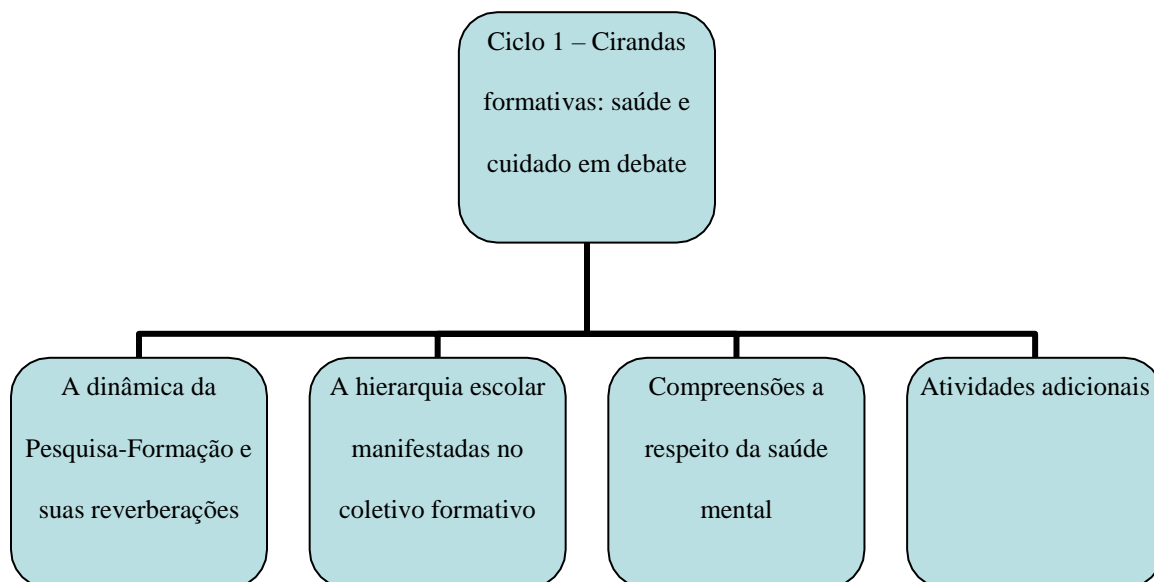 Ciclo 1 – Cirandas
formativas: saúde e
cuidado em debate
A dinâmica da
Pesquisa-Formação e
suas reverberações
A hierarquia escolar
manifestadas no
coletivo formativo
Compreensões a
respeito da saúde
mental
Atividades adicionais